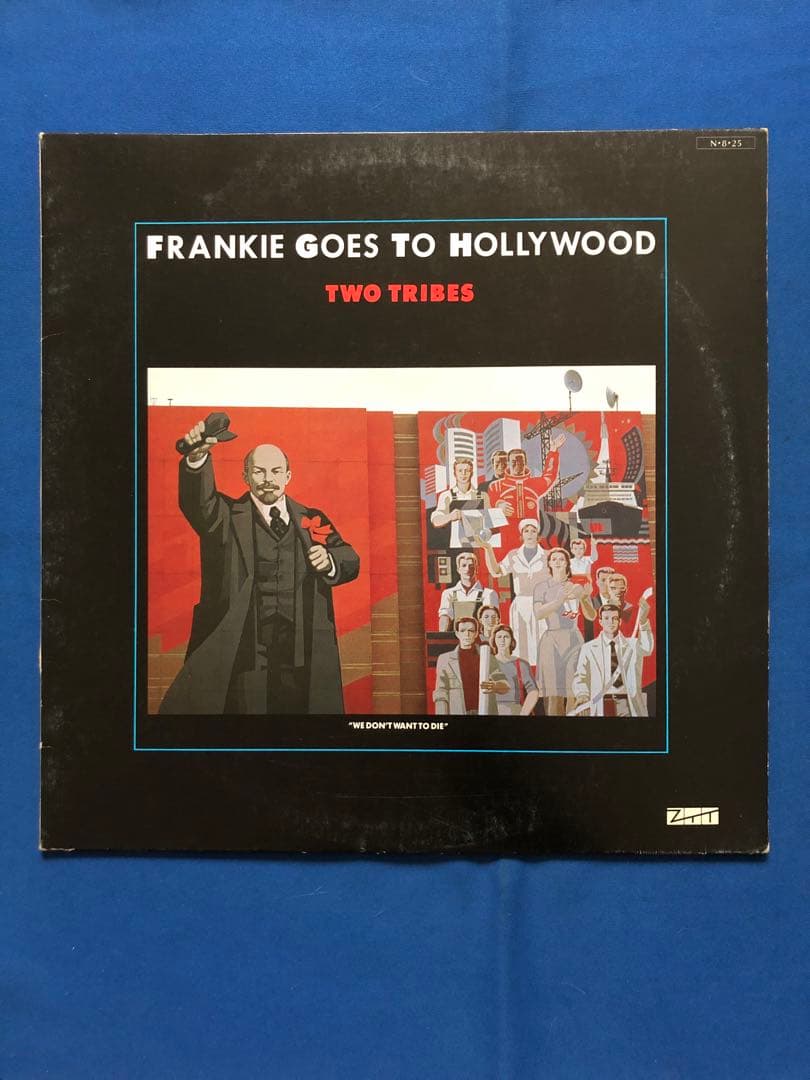 N•8•25
FRANKIE GOES TO HOLLYWOOD
TWO TRIBES
"WE DON'T WANT TO DIE"
ZTT